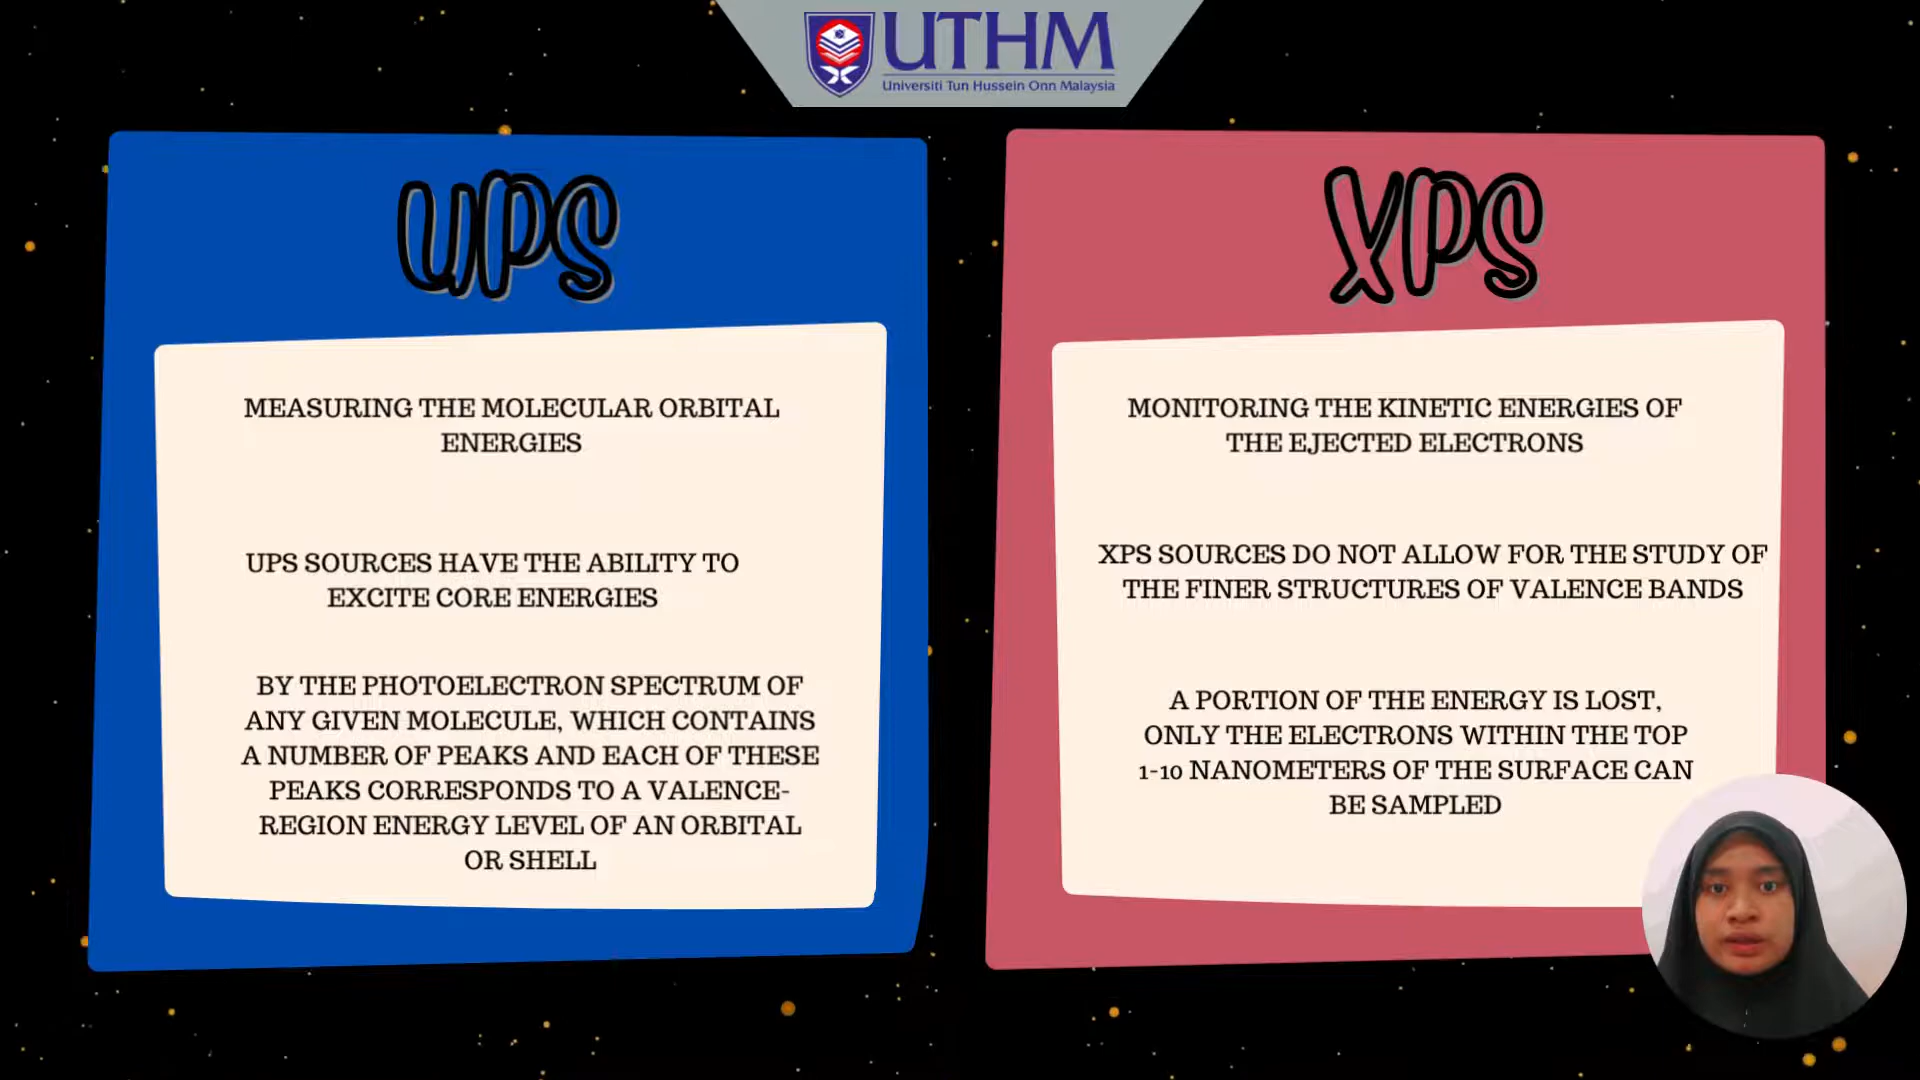 UTHM
Universiti Tun Hussein Onn Malaysia
UPS
MEASURING THE MOLECULAR ORBITAL
ENERGIES
UPS SOURCES HAVE THE ABILITY TO
EXCITE CORE ENERGIES
BY THE PHOTOELECTRON SPECTRUM OF
ANY GIVEN MOLECULE, WHICH CONTAINS
A NUMBER OF PEAKS AND EACH OF THESE
PEAKS CORRESPONDS TO A VALENCE-
REGION ENERGY LEVEL OF AN ORBITAL
OR SHELL
XPS
MONITORING THE KINETIC ENERGIES OF
THE EJECTED ELECTRONS
XPS SOURCES DO NOT ALLOW FOR THE STUDY OF
THE FINER STRUCTURES OF VALENCE BANDS
A PORTION OF THE ENERGY IS LOST,
ONLY THE ELECTRONS WITHIN THE TOP
1-10 NANOMETERS OF THE SURFACE CAN
BE SAMPLED